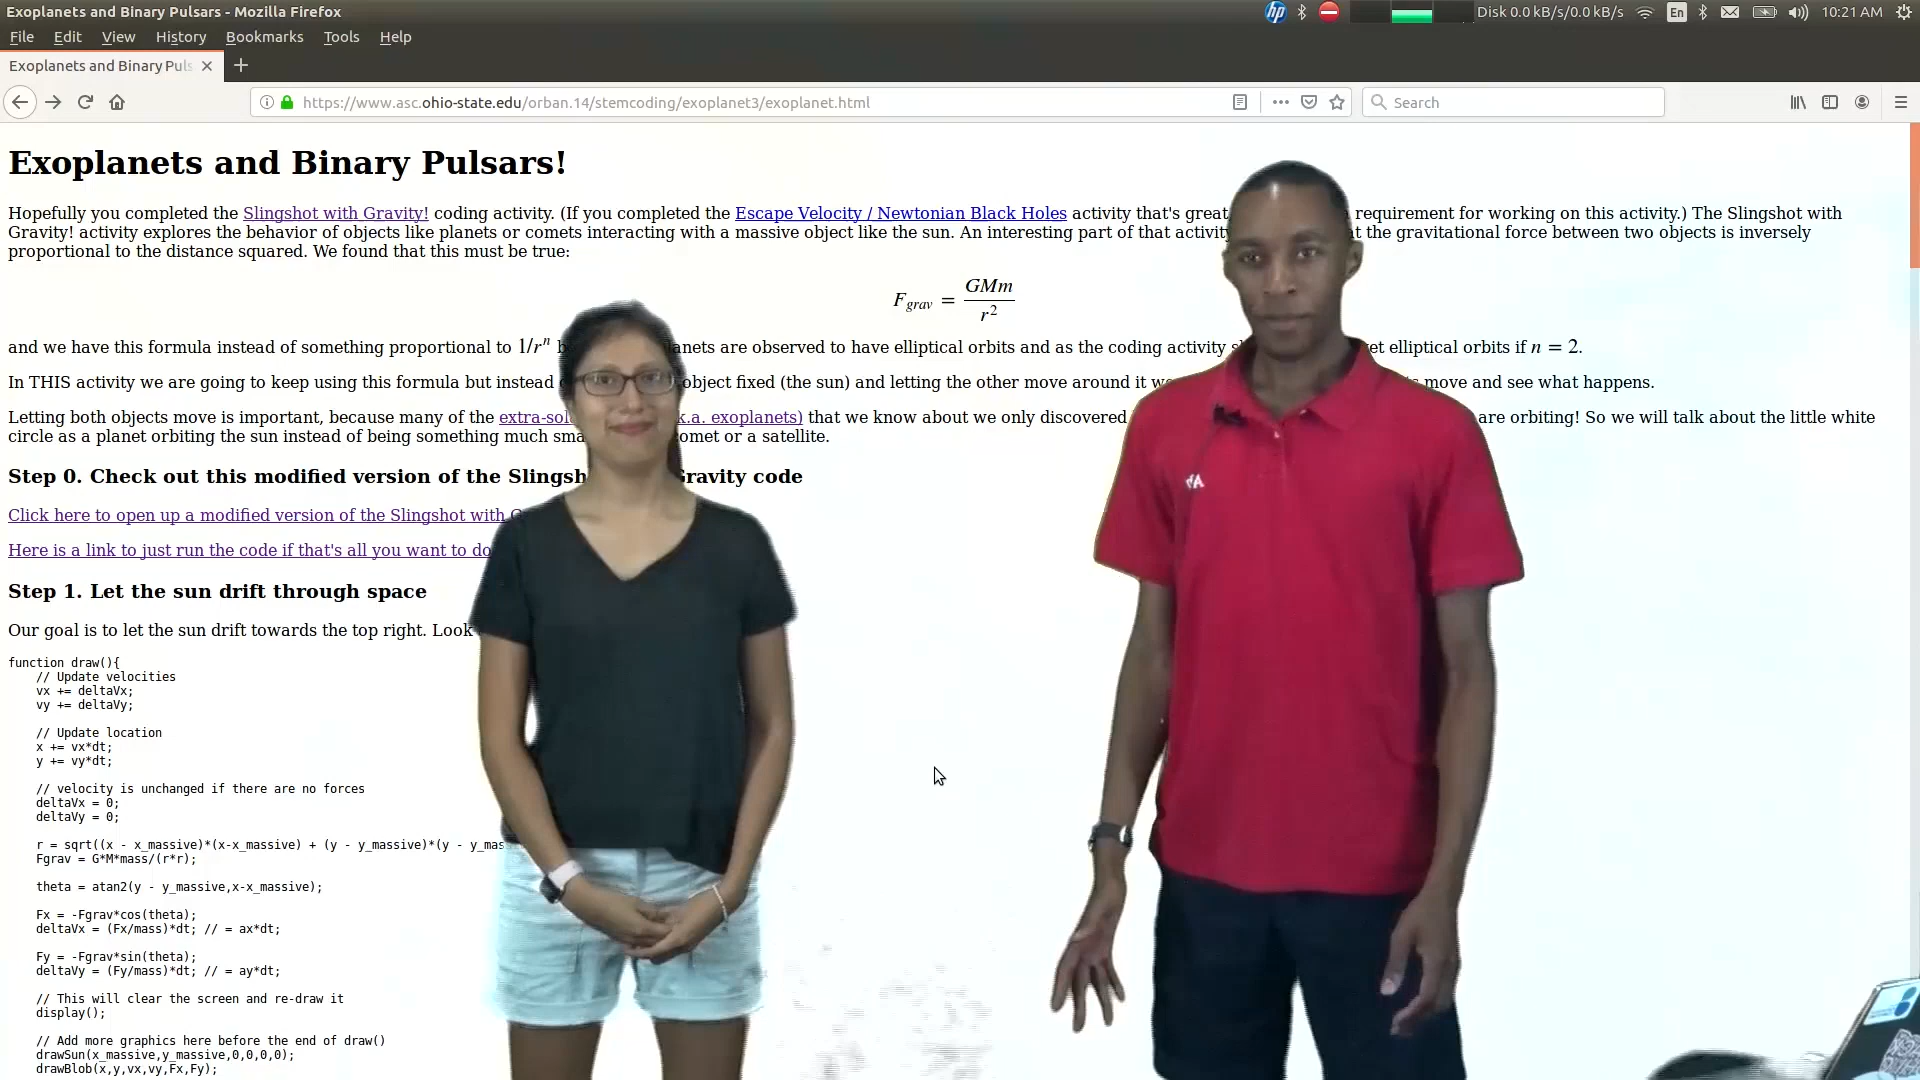 Exoplanets and Binary Pulsars - Mozilla Firefox
Disk 0.0 kB/s/0.0 kB/s En 10:21 AM
File Edit View History Bookmarks Tools Help
Exoplanets and Binary Puls
https://www.asc.ohio-state.edu/orban.14/stemcoding/exoplanet3/exoplanet.html Search
Exoplanets and Binary Pulsars!
Hopefully you completed the Slingshot with Gravity! coding activity. (If you completed the Escape Velocity / Newtonian Black Holes activity that's great requirement for working on this activity.) The Slingshot with
Gravity! activity explores the behavior of objects like planets or comets interacting with a massive object like the sun. An interesting part of that activity the gravitational force between two objects is inversely
proportional to the distance squared. We found that this must be true:
F_grav = GMm / r²
and we have this formula instead of something proportional to 1/rⁿ are observed to have elliptical orbits and as the coding activity elliptical orbits if n = 2.
In THIS activity we are going to keep using this formula but instead object fixed (the sun) and letting the other move around it move and see what happens.
Letting both objects move is important, because many of the exoplanets) that we know about we only discovered are orbiting! So we will talk about the little white
circle as a planet orbiting the sun instead of being something much or a satellite.
Step 0. Check out this modified version of the Gravity code
Click here to open up a modified version of the Slingshot with
Here is a link to just run the code if that's all you want to do
Step 1. Let the sun drift through space
Our goal is to let the sun drift towards the top right. Look
function draw(){
// Update velocities
vx += deltaVx;
vy += deltaVy;
// Update location
x += vx*dt;
y += vy*dt;
// velocity is unchanged if there are no forces
deltaVx = 0;
deltaVy = 0;
r = sqrt((x - x_massive)*(x-x_massive) + (y - y_massive)*(y - y_mas
Fgrav = G*M*mass/(r*r);
theta = atan2(y - y_massive,x-x_massive);
Fx = -Fgrav*cos(theta);
deltaVx = (Fx/mass)*dt; // = ax*dt;
Fy = -Fgrav*sin(theta);
deltaVy = (Fy/mass)*dt; // = ay*dt;
// This will clear the screen and re-draw it
display();
// Add more graphics here before the end of draw()
drawSun(x_massive,y_massive,0,0,0,0);
drawBlob(x,y,vx,vy,Fx,Fy);